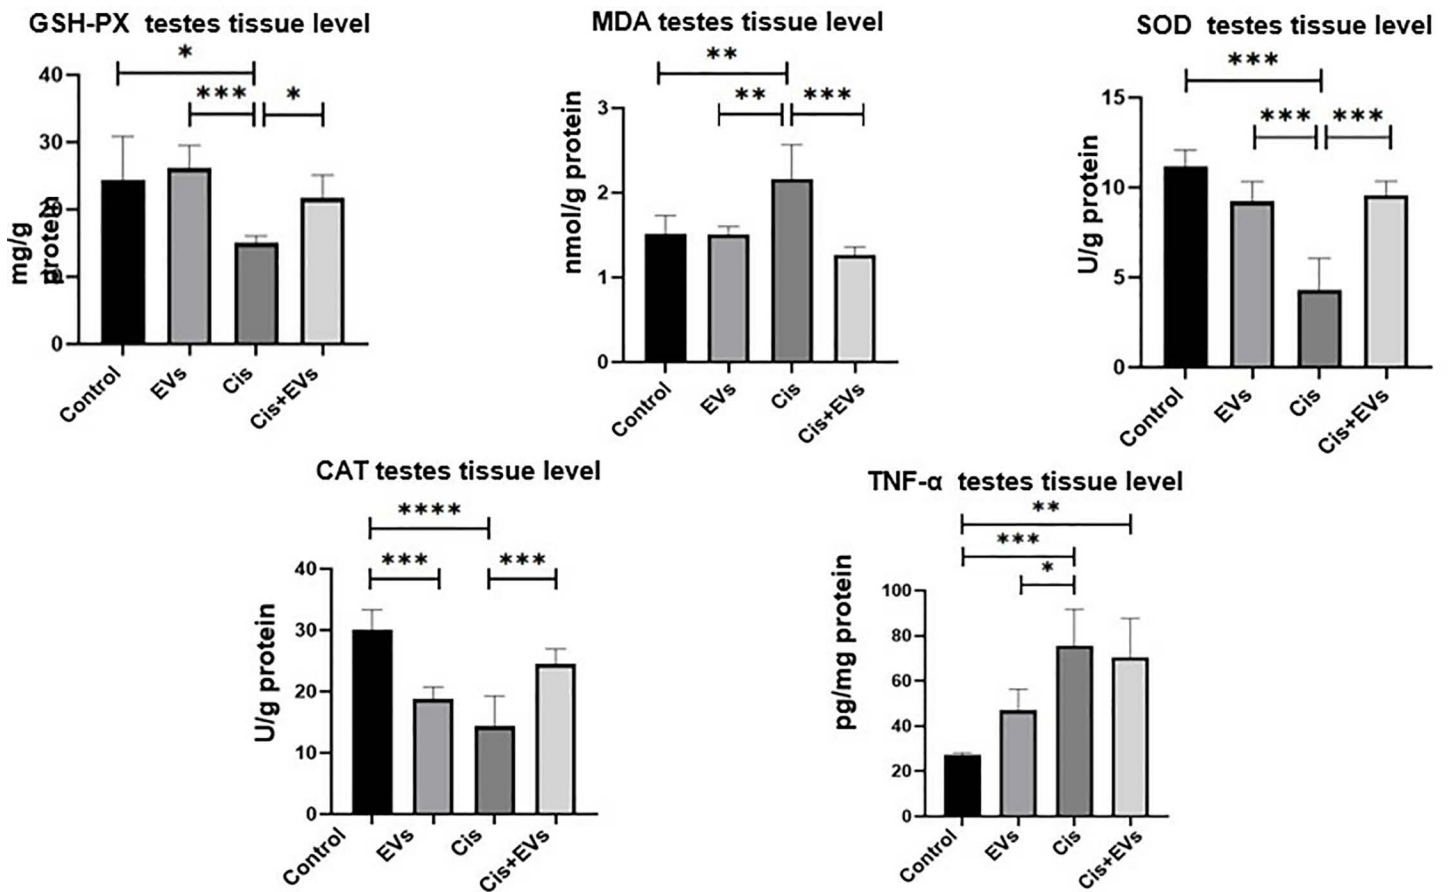 GSH-PX testes tissue level
*
*** *
40
30
20
10
0
mg/g
protein
Control EVs Cis Cis+EVs
MDA testes tissue level
**
** ***
3
2
1
0
nmol/g protein
Control EVs Cis Cis+EVs
SOD testes tissue level
***
*** ***
15
10
5
0
U/g protein
Control EVs Cis Cis+EVs
CAT testes tissue level
****
*** ***
40
30
20
10
0
U/g protein
Control EVs Cis Cis+EVs
TNF-α testes tissue level
**
***
*
100
80
60
40
20
0
pg/mg protein
Control EVs Cis Cis+EVs